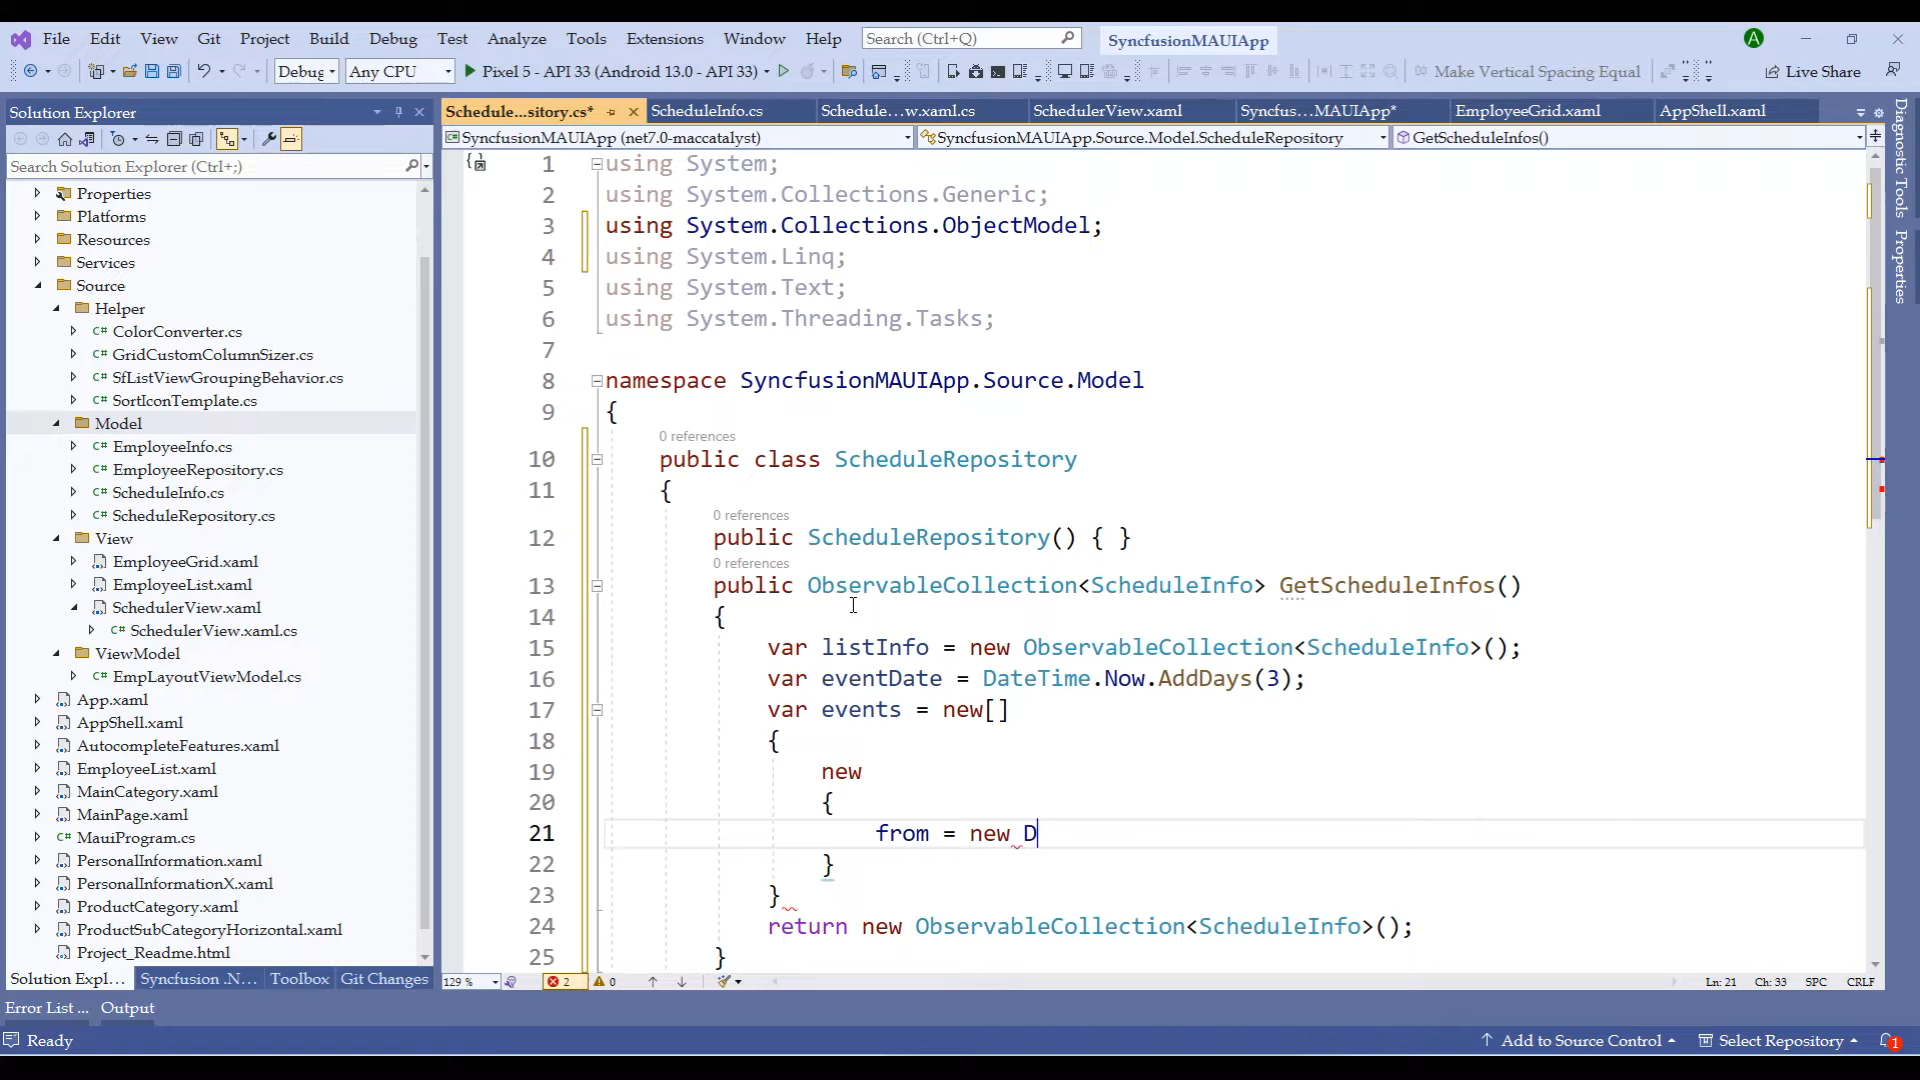 File Edit View Git Project Build Debug Test Analyze Tools Extensions Window Help Search (Ctrl+Q) SyncfusionMAUIApp A
Debug Any CPU Pixel 5 - API 33 (Android 13.0 - API 33) Make Vertical Spacing Equal Live Share
Solution Explorer
Search Solution Explorer (Ctrl+;)
Properties
Platforms
Resources
Services
Source
Helper
C# ColorConverter.cs
C# GridCustomColumnSizer.cs
C# SfListViewGroupingBehavior.cs
C# SortIconTemplate.cs
Model
C# EmployeeInfo.cs
C# EmployeeRepository.cs
C# ScheduleInfo.cs
C# ScheduleRepository.cs
View
EmployeeGrid.xaml
EmployeeList.xaml
SchedulerView.xaml
C# SchedulerView.xaml.cs
ViewModel
C# EmpLayoutViewModel.cs
App.xaml
AppShell.xaml
AutocompleteFeatures.xaml
EmployeeList.xaml
MainCategory.xaml
MainPage.xaml
C# MauiProgram.cs
PersonalInformation.xaml
PersonalInformationX.xaml
ProductCategory.xaml
ProductSubCategoryHorizontal.xaml
Project_Readme.html
Solution Expl... Syncfusion .N... Toolbox Git Changes
Schedule...sitory.cs* ScheduleInfo.cs Schedule...w.xaml.cs SchedulerView.xaml Syncfus...MAUIApp* EmployeeGrid.xaml AppShell.xaml
SyncfusionMAUIApp (net7.0-maccatalyst) SyncfusionMAUIApp.Source.Model.ScheduleRepository GetScheduleInfos()
1 using System;
2 using System.Collections.Generic;
3 using System.Collections.ObjectModel;
4 using System.Linq;
5 using System.Text;
6 using System.Threading.Tasks;
7
8 namespace SyncfusionMAUIApp.Source.Model
9 {
0 references
10 public class ScheduleRepository
11 {
0 references
12 public ScheduleRepository() { }
0 references
13 public ObservableCollection<ScheduleInfo> GetScheduleInfos()
14 {
15 var listInfo = new ObservableCollection<ScheduleInfo>();
16 var eventDate = DateTime.Now.AddDays(3);
17 var events = new[]
18 {
19 new
20 {
21 from = new D
22 }
23 }
24 return new ObservableCollection<ScheduleInfo>();
25 }
129 % 2 0 Ln: 21 Ch: 33 SPC CRLF
Diagnostic Tools
Properties
Error List ... Output
Ready Add to Source Control Select Repository 1